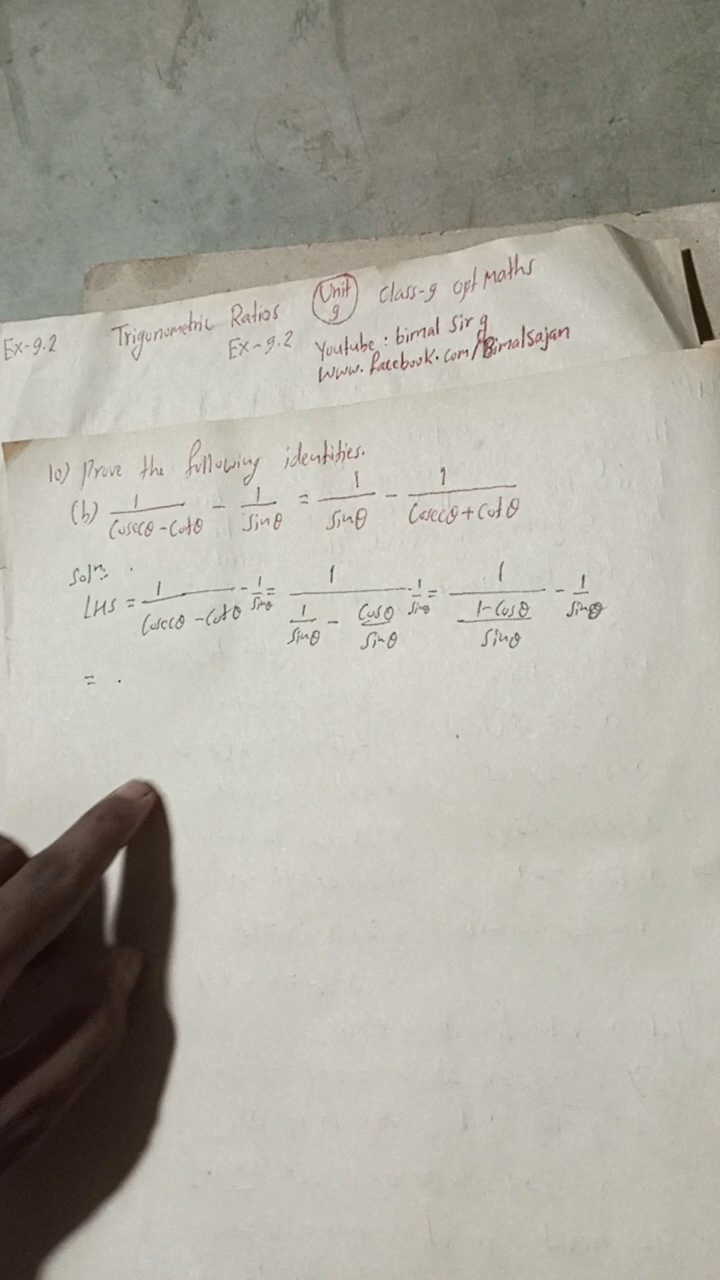 Ex-9.2 Trigonometric Ratios Unit 9 Class-9 opt Maths
Ex-9.2 Youtube : bimal sir g
www.facebook.com/Bimalsajan
10) Prove the following identities.
(b) 1/(Cosecθ - Cotθ) - 1/Sinθ = 1/Sinθ - 1/(Cosecθ + Cotθ)
Solⁿ:
LHS = 1/(Cosecθ - Cotθ) - 1/Sinθ = 1/(1/Sinθ - Cosθ/Sinθ) - 1/Sinθ = 1/((1-Cosθ)/Sinθ) - 1/Sinθ
= .